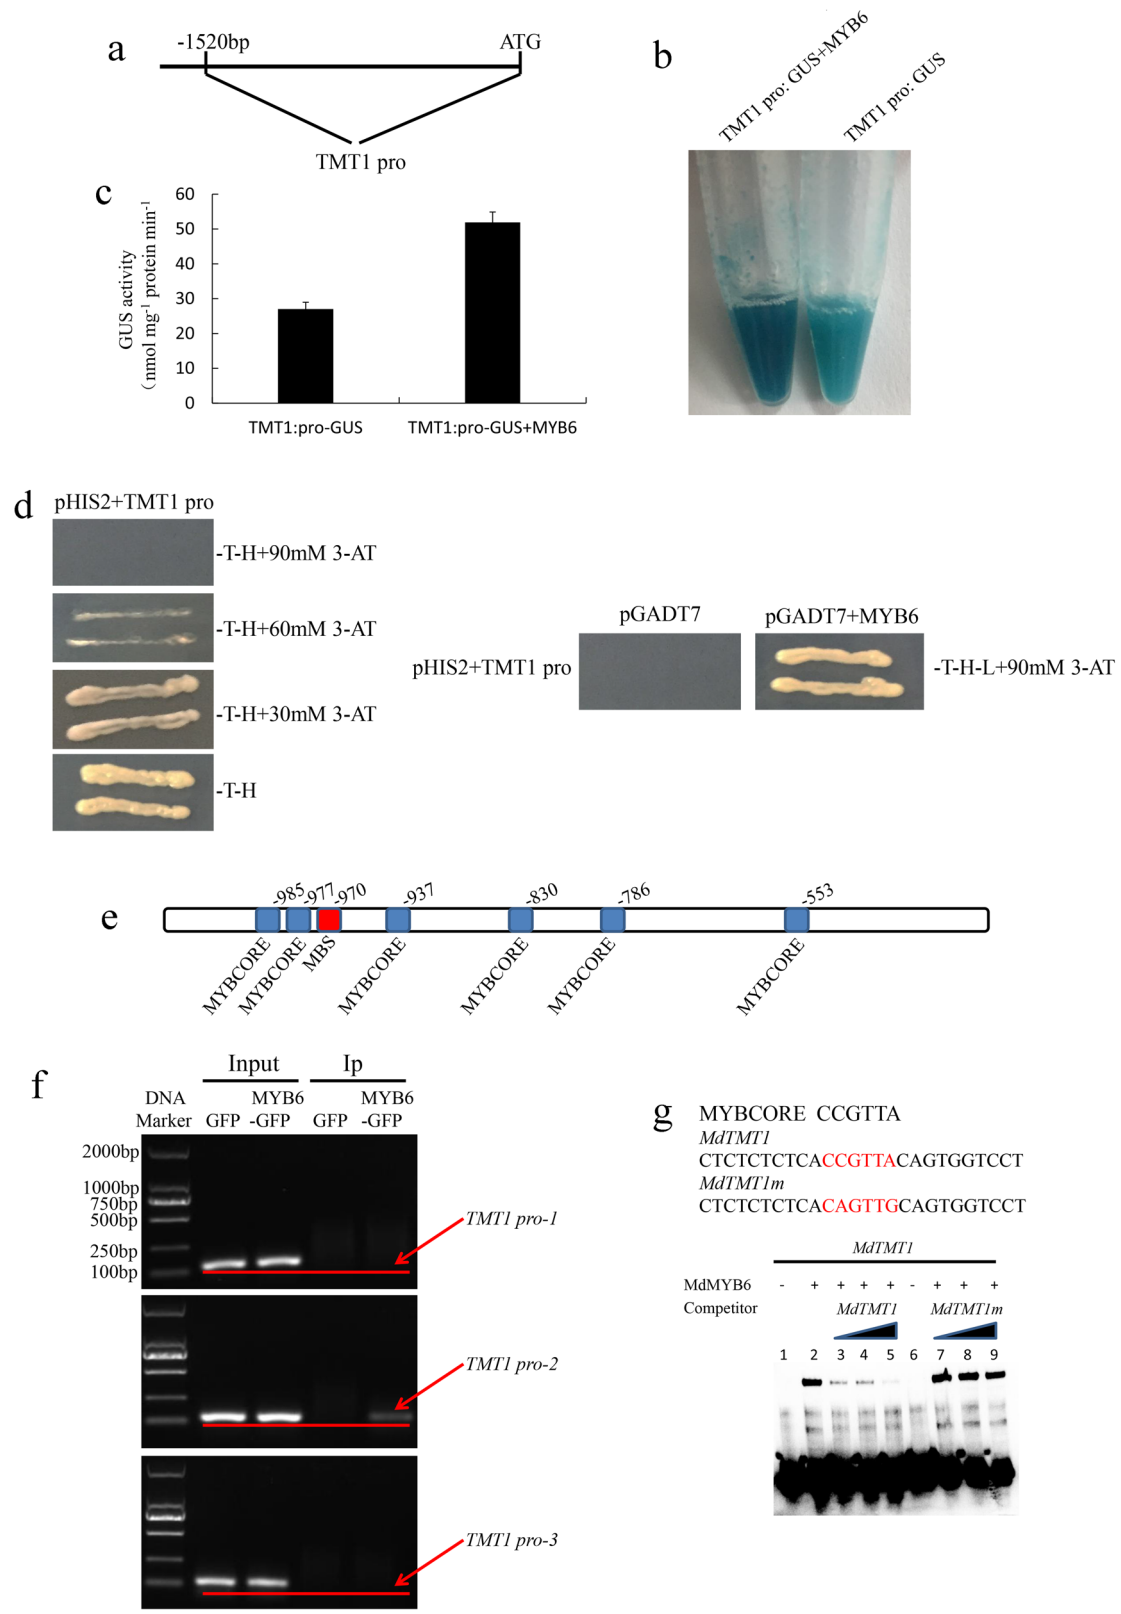 a
-1520bp
ATG
TMT1 pro
b
TMT1 pro: GUS+MYB6
TMT1 pro: GUS
c
GUS activity
(nmol mg-1 protein min-1
60
50
40
30
20
10
0
TMT1:pro-GUS
TMT1:pro-GUS+MYB6
d
pHIS2+TMT1 pro
-T-H+90mM 3-AT
-T-H+60mM 3-AT
-T-H+30mM 3-AT
-T-H
pGADT7
pGADT7+MYB6
pHIS2+TMT1 pro
-T-H-L+90mM 3-AT
e
-985
-977
-970
-937
-830
-786
-553
MYBCORE
MYBCORE
MBS
MYBCORE
MYBCORE
MYBCORE
MYBCORE
f
Input
Ip
DNA
Marker
GFP
MYB6
-GFP
GFP
MYB6
-GFP
2000bp
1000bp
750bp
500bp
250bp
100bp
TMT1 pro-1
TMT1 pro-2
TMT1 pro-3
g
MYBCORE CCGTTA
MdTMT1
CTCTCTCTCACCGTTACAGTGGTCCT
MdTMT1m
CTCTCTCTCACAGTTGCAGTGGTCCT
MdTMT1
MdMYB6 - + + + + - + + +
Competitor MdTMT1 MdTMT1m
1 2 3 4 5 6 7 8 9